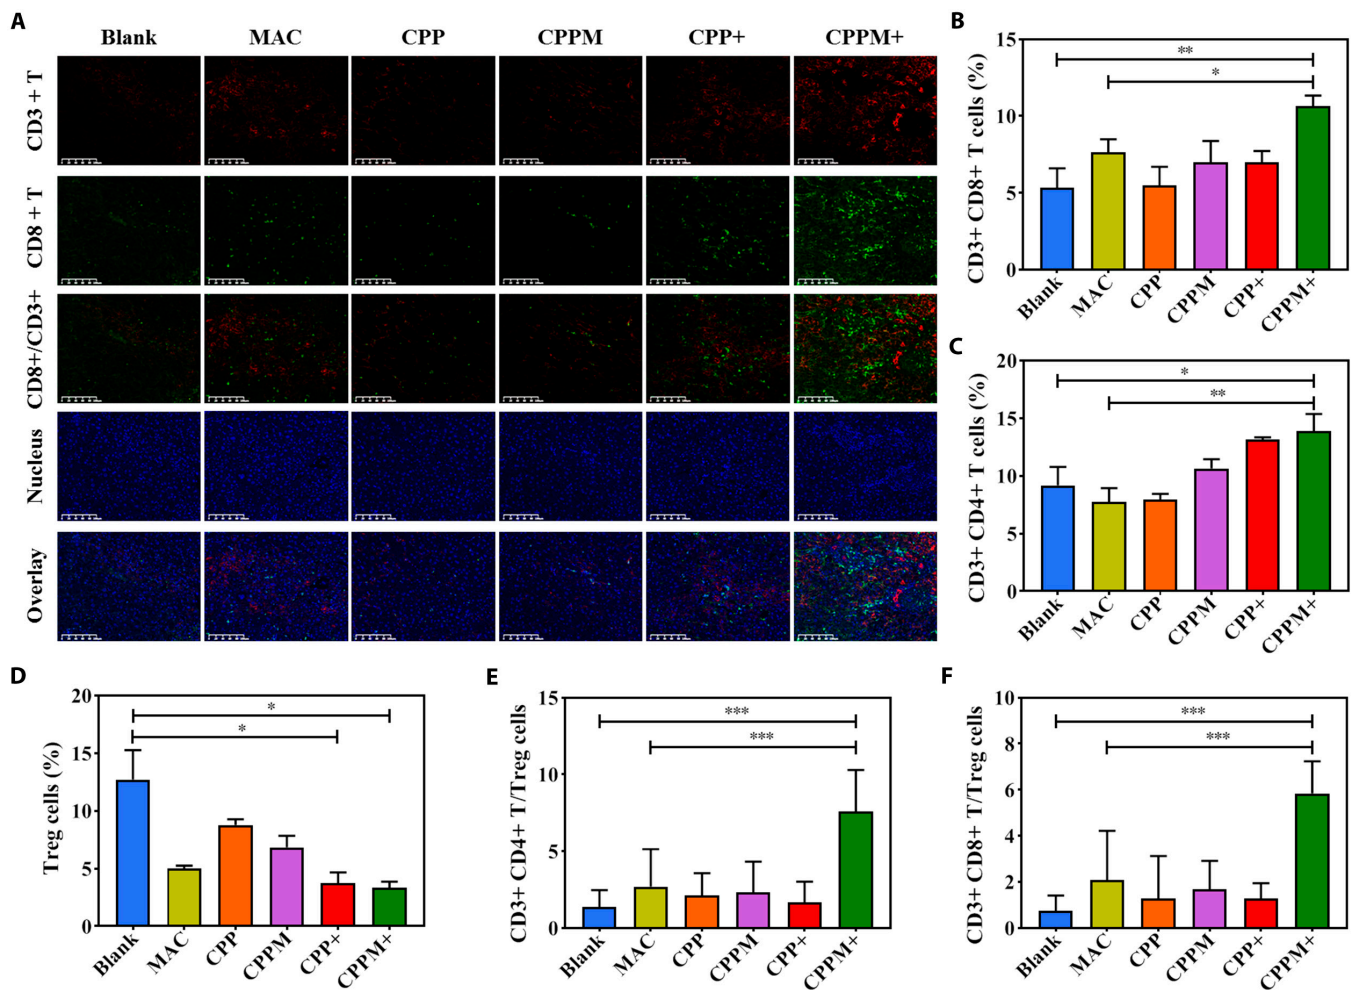 A
Blank MAC CPP CPPM CPP+ CPPM+
CD3 + T
CD8 + T
CD8+/CD3+
Nucleus
Overlay
B
CD3+ CD8+ T cells (%)
15
10
5
0
**
*
Blank MAC CPP CPPM CPP+ CPPM+
C
CD3+ CD4+ T cells (%)
20
15
10
5
0
*
**
Blank MAC CPP CPPM CPP+ CPPM+
D
Treg cells (%)
20
15
10
5
0
*
*
Blank MAC CPP CPPM CPP+ CPPM+
E
CD3+ CD4+ T/Treg cells
15
10
5
0
***
***
Blank MAC CPP CPPM CPP+ CPPM+
F
CD3+ CD8+ T/Treg cells
10
8
6
4
2
0
***
***
Blank MAC CPP CPPM CPP+ CPPM+